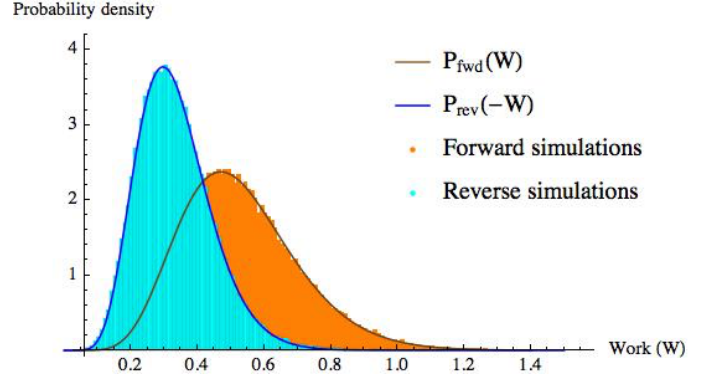 Probability density
4
3
2
1
P_fwd(W)
P_rev(−W)
Forward simulations
Reverse simulations
0.2 0.4 0.6 0.8 1.0 1.2 1.4
Work (W)